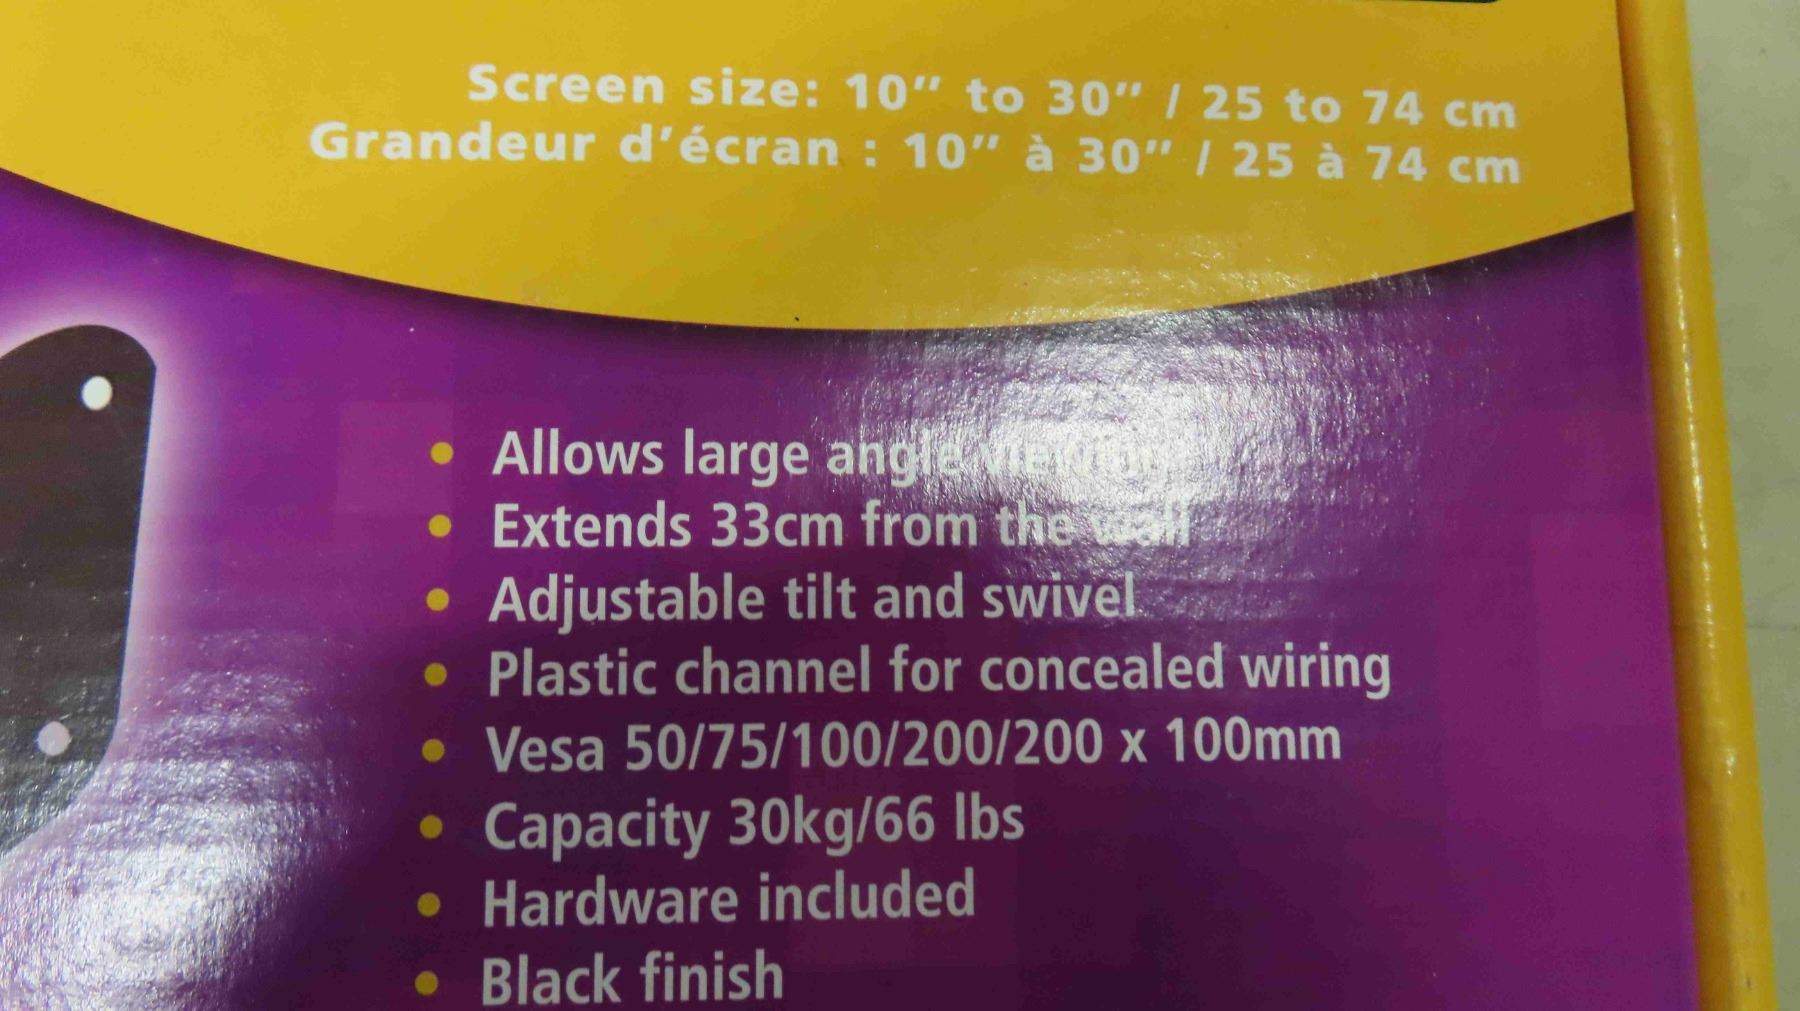 Screen size: 10" to 30" / 25 to 74 cm
Grandeur d'écran : 10" à 30" / 25 à 74 cm
• Allows large angle viewing
• Extends 33cm from the wall
• Adjustable tilt and swivel
• Plastic channel for concealed wiring
• Vesa 50/75/100/200/200 x 100mm
• Capacity 30kg/66 lbs
• Hardware included
• Black finish